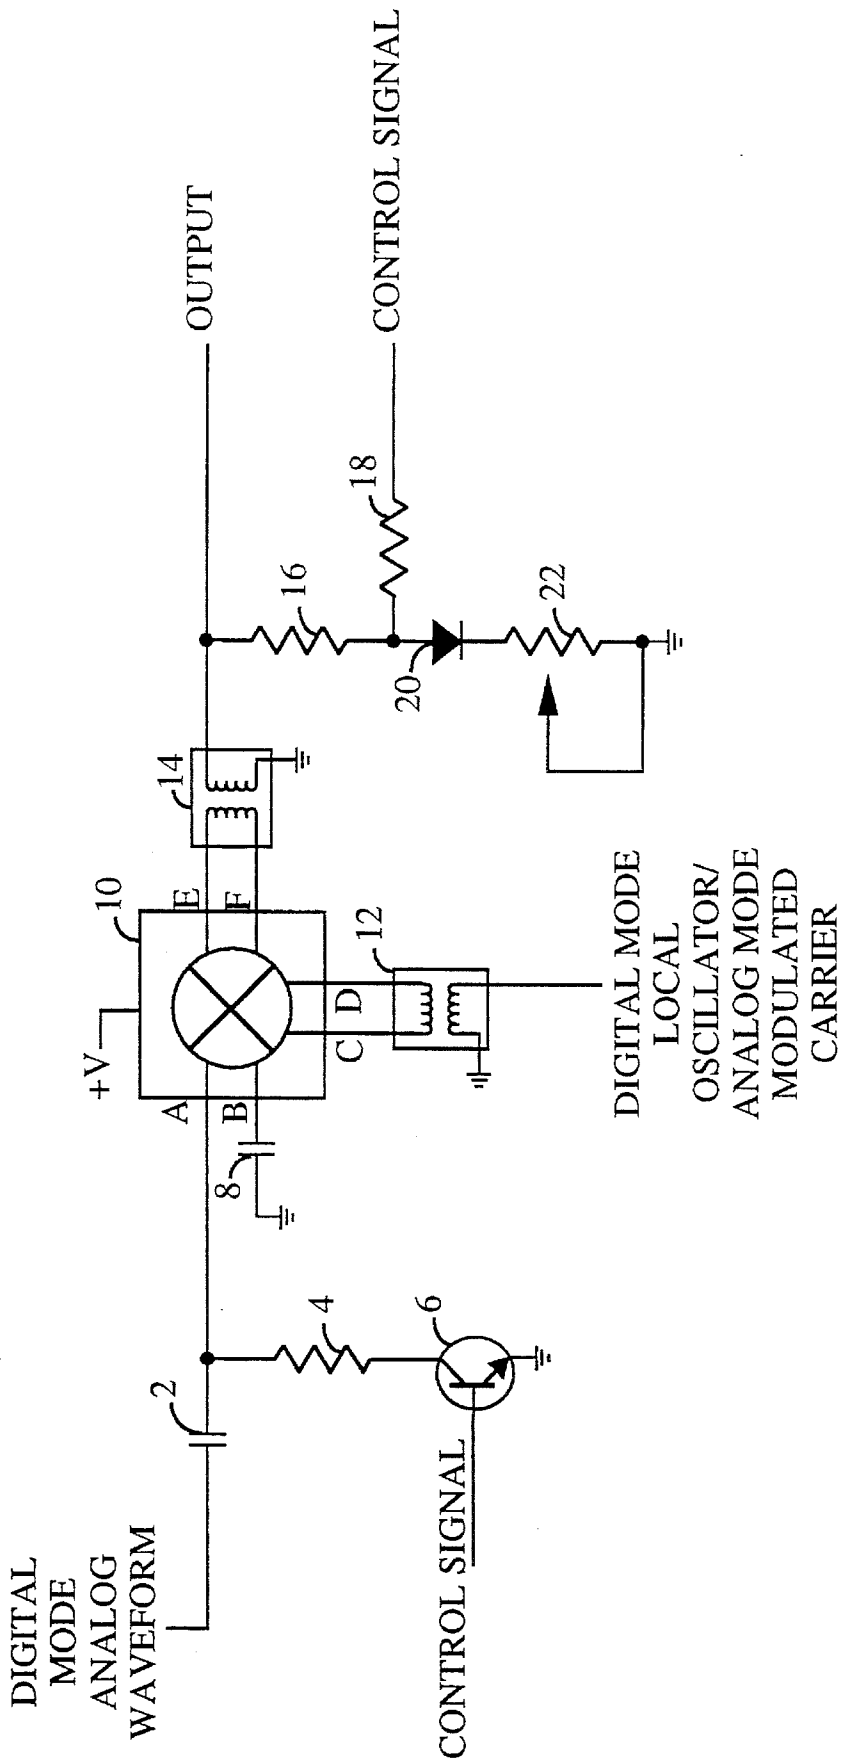 DIGITAL
MODE
ANALOG
WAVEFORM
2
4
6
CONTROL SIGNAL
8
A
B
+V
10
E
F
C
D
12
DIGITAL MODE
LOCAL
OSCILLATOR/
ANALOG MODE
MODULATED
CARRIER
14
OUTPUT
16
18
CONTROL SIGNAL
20
22